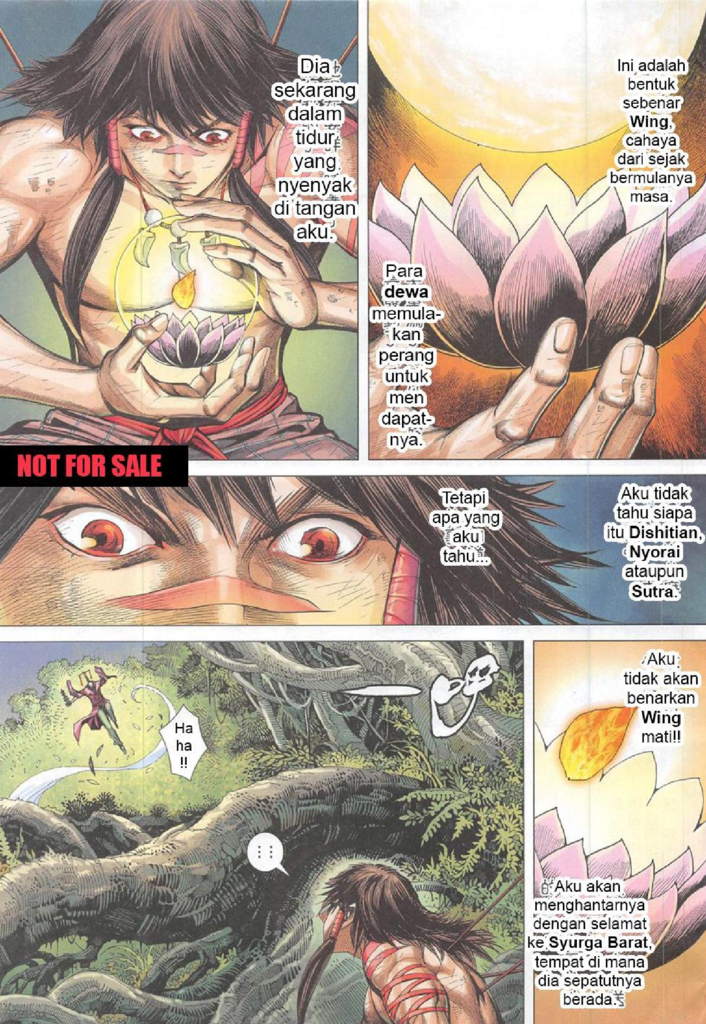 Dia
sekarang
dalam
tidur
yang
nyenyak
di tangan
aku.
Ini adalah
bentuk
sebenar
Wing,
cahaya
dari sejak
bermulanya
masa.
Para
dewa
memula-
kan
perang
untuk
men
dapat-
nya.
NOT FOR SALE
Tetapi
apa yang
aku
tahu...
Aku tidak
tahu siapa
itu Dishitian,
Nyorai
ataupun
Sutra.
Ha
ha
!!
Aku
tidak akan
benarkan
Wing
mati!!
Aku akan
menghantarnya
dengan selamat
ke Syurga Barat,
tempat di mana
dia sepatutnya
berada.